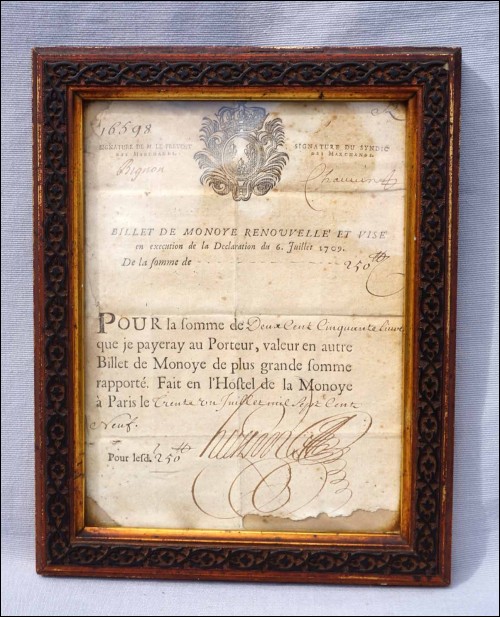 16598
SIGNATURE DE M. LE PREVOST
DES MARCHANDS.
Bignon
SIGNATURE DU SYNDIC
DES MARCHANDS.
BILLET DE MONOYE RENOUVELLÉ ET VISÉ
en execution de la Declaration du 6. Juillet 1709.
De la somme de 250 ₶
POUR la somme de Deux Cent Cinquante livres
que je payeray au Porteur, valeur en autre
Billet de Monoye de plus grande somme
rapporté. Fait en l'Hôstel de la Monoye
à Paris le trente un Juillet mil Sept Cent
Neuf.
Pour lesd. 250 ₶